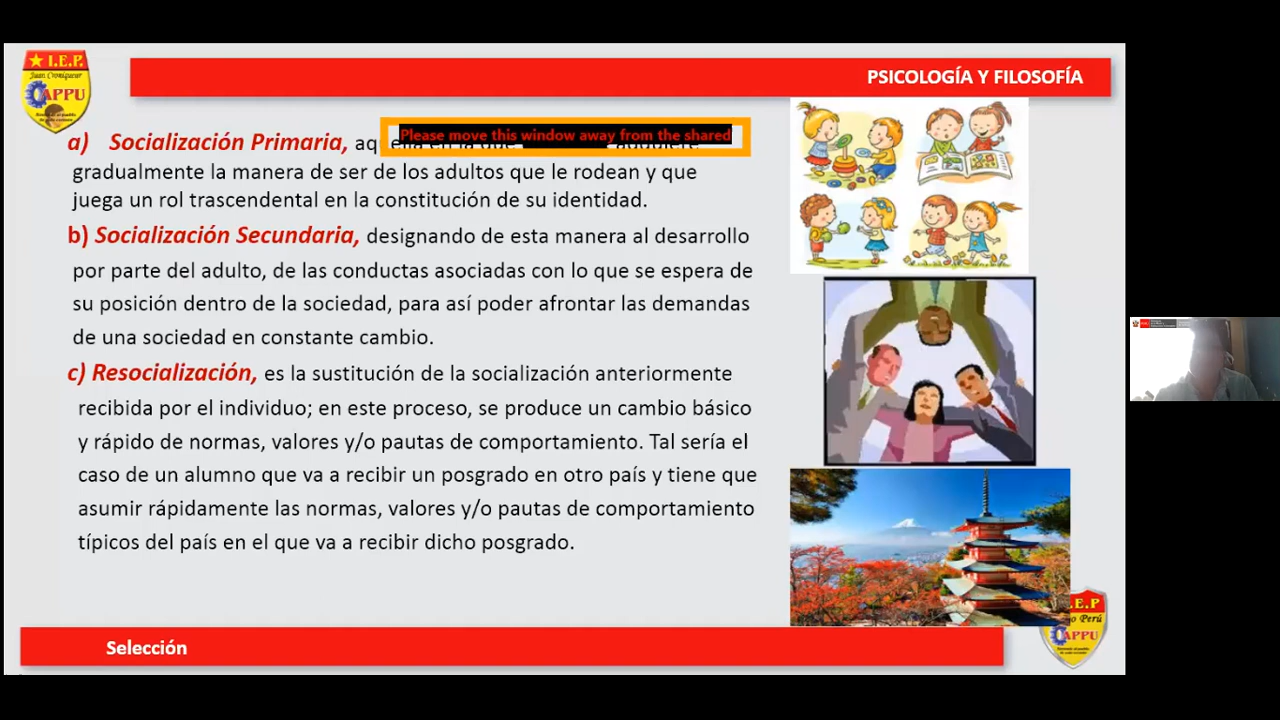 I.E.P.
Juan Croniqueur
APPU
PSICOLOGÍA Y FILOSOFÍA
Please move this window away from the shared
a) Socialización Primaria,
gradualmente la manera de ser de los adultos que le rodean y que
juega un rol trascendental en la constitución de su identidad.
b) Socialización Secundaria, designando de esta manera al desarrollo
por parte del adulto, de las conductas asociadas con lo que se espera de
su posición dentro de la sociedad, para así poder afrontar las demandas
de una sociedad en constante cambio.
c) Resocialización, es la sustitución de la socialización anteriormente
recibida por el individuo; en este proceso, se produce un cambio básico
y rápido de normas, valores y/o pautas de comportamiento. Tal sería el
caso de un alumno que va a recibir un posgrado en otro país y tiene que
asumir rápidamente las normas, valores y/o pautas de comportamiento
típicos del país en el que va a recibir dicho posgrado.
.E.P
o Perú
APPU
Selección